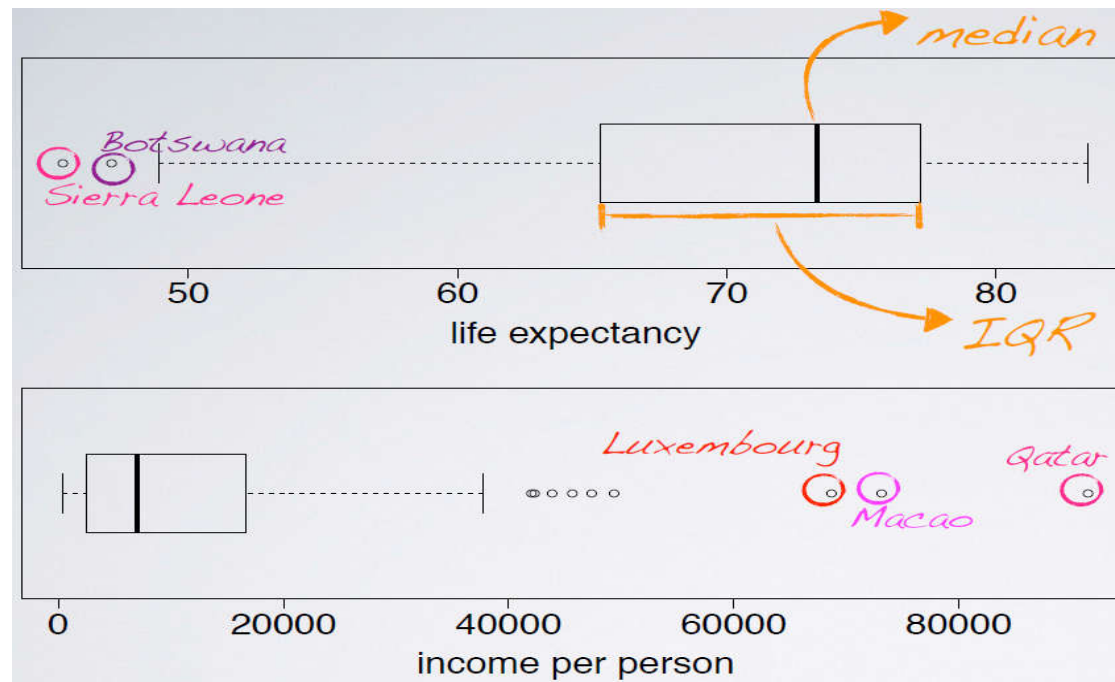 median
Botswana
Sierra Leone
50 60 70 80
life expectancy
IQR
Luxembourg
Qatar
Macao
0 20000 40000 60000 80000
income per person